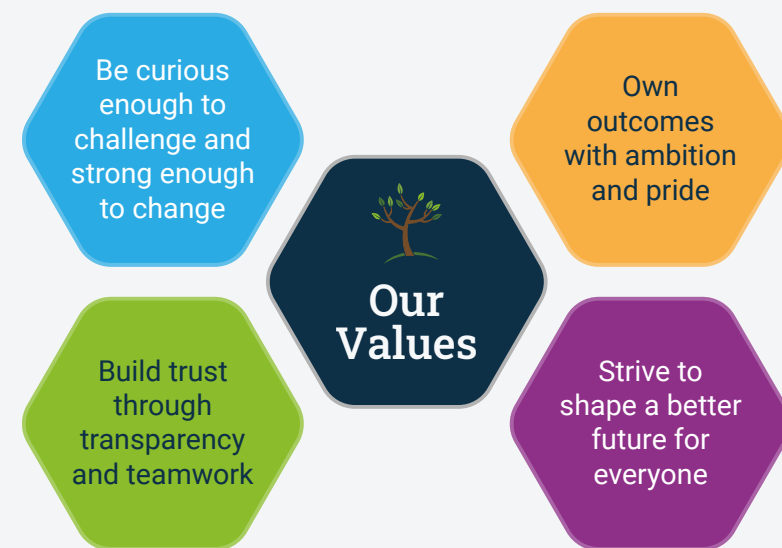 Be curious
enough to
challenge and
strong enough
to change
Own
outcomes
with ambition
and pride
Our
Values
Build trust
through
transparency
and teamwork
Strive to
shape a better
future for
everyone